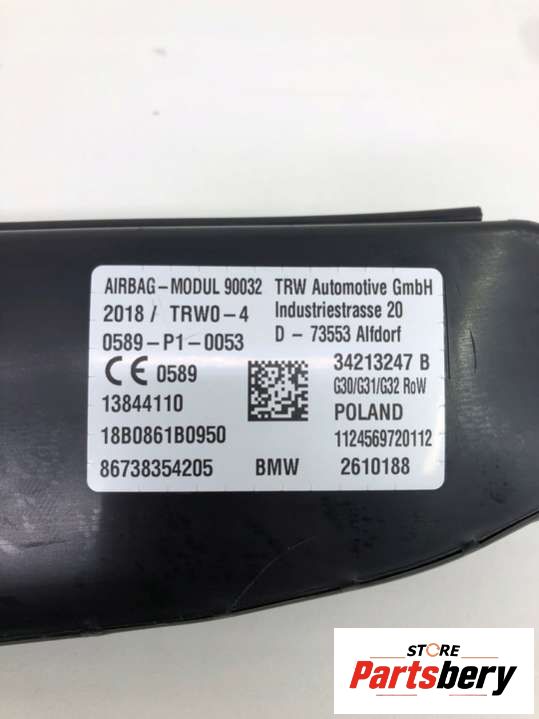 AIRBAG-MODUL 90032 TRW Automotive GmbH
2018 / TRW0-4 Industriestrasse 20
0589-P1-0053 D - 73553 Alfdorf
CE 0589 34213247 B
G30/G31/G32 RoW
13844110 POLAND
18B0861B0950 1124569720112
86738354205 BMW 2610188
STORE
Partsbery